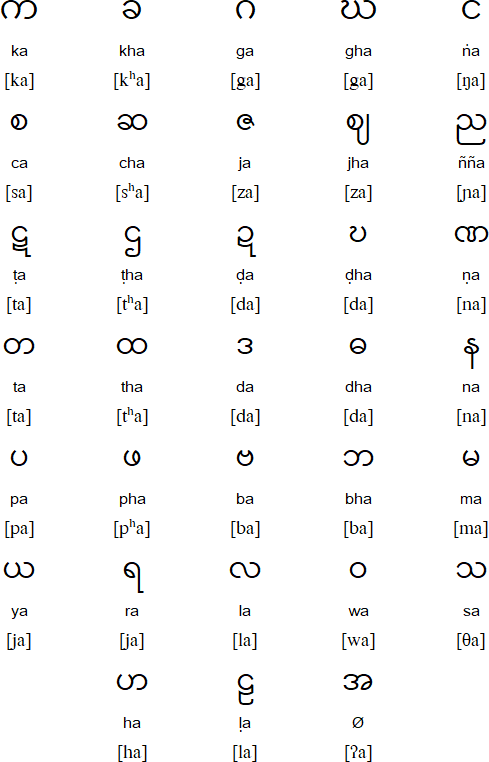 က ခ ဂ ဃ င
ka kha ga gha ṅa
[ka] [kʰa] [ga] [ga] [ŋa]
စ ဆ ဇ ဈ ည
ca cha ja jha ñña
[sa] [sʰa] [za] [za] [ɲa]
ဋ ဌ ဍ ဎ ဏ
ṭa ṭha ḍa ḍha ṇa
[ta] [tʰa] [da] [da] [na]
တ ထ ဒ ဓ န
ta tha da dha na
[ta] [tʰa] [da] [da] [na]
ပ ဖ ဗ ဘ မ
pa pha ba bha ma
[pa] [pʰa] [ba] [ba] [ma]
ယ ရ လ ဝ သ
ya ra la wa sa
[ja] [ja] [la] [wa] [θa]
ဟ ဠ အ
ha ḷa Ø
[ha] [la] [ʔa]